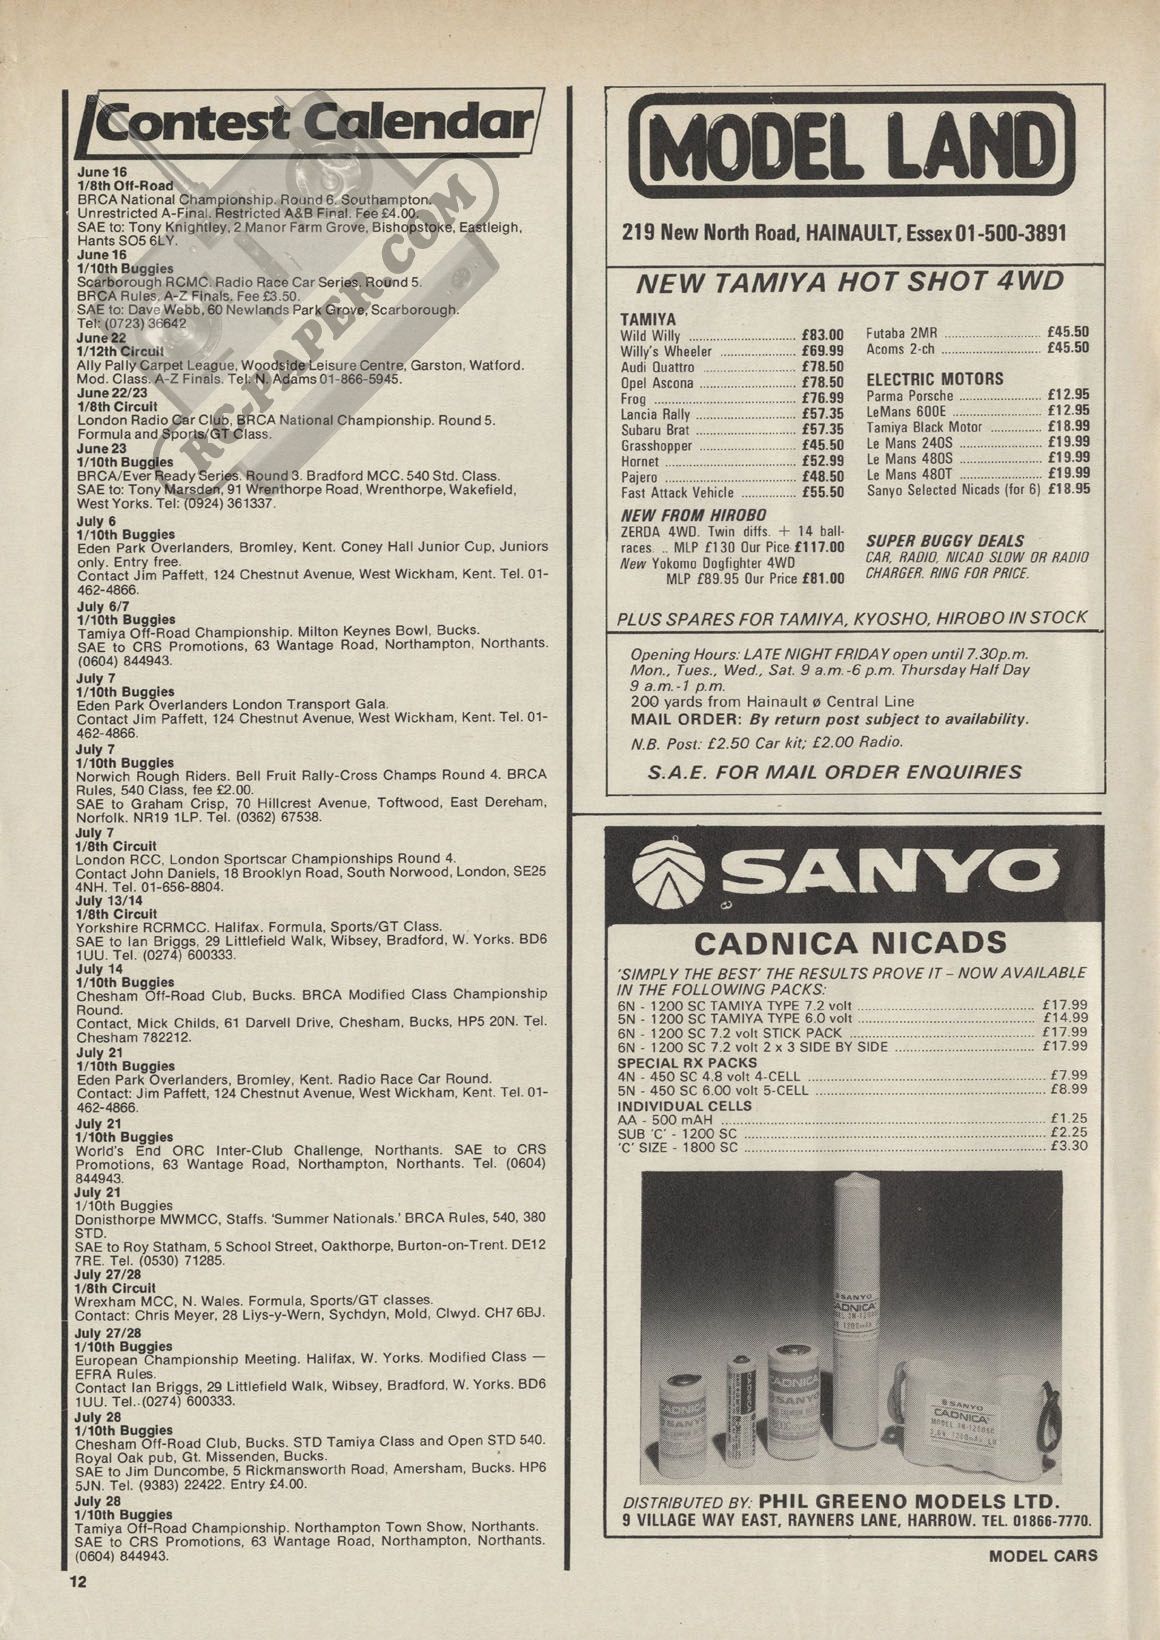 Contest Calendar
June 16
1/8th Off-Road
BRCA National Championship. Round 6. Southampton.
Unrestricted A-Final. Restricted A&B Final. Fee £4.00.
SAE to: Tony Knightley, 2 Manor Farm Grove, Bishopstoke, Eastleigh,
Hants SO5 6LY.
June 16
1/10th Buggies
Scarborough RCMC. Radio Race Car Series. Round 5.
BRCA Rules, A-Z Finals. Fee £3.50.
SAE to: Dave Webb, 60 Newlands Park Grove, Scarborough.
Tel: (0723) 36642
June 22
1/12th Circuit
Ally Pally Carpet League, Woodside Leisure Centre, Garston, Watford.
Mod. Class. A-Z Finals. Tel: N. Adams 01-866-5945.
June 22/23
1/8th Circuit
London Radio Car Club, BRCA National Championship. Round 5.
Formula and Sports/GT Class.
June 23
1/10th Buggies
BRCA/Ever Ready Series. Round 3. Bradford MCC. 540 Std. Class.
SAE to: Tony Marsden, 91 Wrenthorpe Road, Wrenthorpe, Wakefield,
West Yorks. Tel: (0924) 361337.
July 6
1/10th Buggies
Eden Park Overlanders, Bromley, Kent. Coney Hall Junior Cup, Juniors
only. Entry free.
Contact Jim Paffett, 124 Chestnut Avenue, West Wickham, Kent. Tel. 01-
462-4866.
July 6/7
1/10th Buggies
Tamiya Off-Road Championship. Milton Keynes Bowl, Bucks.
SAE to CRS Promotions, 63 Wantage Road, Northampton, Northants.
(0604) 844943.
July 7
1/10th Buggies
Eden Park Overlanders London Transport Gala.
Contact Jim Paffett, 124 Chestnut Avenue, West Wickham, Kent. Tel. 01-
462-4866.
July 7
1/10th Buggies
Norwich Rough Riders. Bell Fruit Rally-Cross Champs Round 4. BRCA
Rules, 540 Class, fee £2.00.
SAE to Graham Crisp, 70 Hillcrest Avenue, Toftwood, East Dereham,
Norfolk. NR19 1LP. Tel. (0362) 67538.
July 7
1/8th Circuit
London RCC, London Sportscar Championships Round 4.
Contact John Daniels, 18 Brooklyn Road, South Norwood, London, SE25
4NH. Tel. 01-656-8804.
July 13/14
1/8th Circuit
Yorkshire RCRMCC. Halifax. Formula, Sports/GT Class.
SAE to Ian Briggs, 29 Littlefield Walk, Wibsey, Bradford, W. Yorks. BD6
1UU. Tel. (0274) 600333.
July 14
1/10th Buggies
Chesham Off-Road Club, Bucks. BRCA Modified Class Championship
Round.
Contact, Mick Childs, 61 Darvell Drive, Chesham, Bucks, HP5 20N. Tel.
Chesham 782212.
July 21
1/10th Buggies
Eden Park Overlanders, Bromley, Kent. Radio Race Car Round.
Contact: Jim Paffett, 124 Chestnut Avenue, West Wickham, Kent. Tel. 01-
462-4866.
July 21
1/10th Buggies
World's End ORC Inter-Club Challenge, Northants. SAE to CRS
Promotions, 63 Wantage Road, Northampton, Northants. Tel. (0604)
844943.
July 21
1/10th Buggies
Donisthorpe MWMCC, Staffs. 'Summer Nationals.' BRCA Rules, 540, 380
STD.
SAE to Roy Statham, 5 School Street, Oakthorpe, Burton-on-Trent. DE12
7RE. Tel. (0530) 71285.
July 27/28
1/8th Circuit
Wrexham MCC, N. Wales. Formula, Sports/GT classes.
Contact: Chris Meyer, 28 Liys-y-Wern, Sychdyn, Mold, Clwyd. CH7 6BJ.
July 27/28
1/10th Buggies
European Championship Meeting. Halifax, W. Yorks. Modified Class —
EFRA Rules.
Contact Ian Briggs, 29 Littlefield Walk, Wibsey, Bradford, W. Yorks. BD6
1UU. Tel. (0274) 600333.
July 28
1/10th Buggies
Chesham Off-Road Club, Bucks. STD Tamiya Class and Open STD 540.
Royal Oak pub, Gt. Missenden, Bucks.
SAE to Jim Duncombe, 5 Rickmansworth Road, Amersham, Bucks. HP6
5JN. Tel. (9383) 22422. Entry £4.00.
July 28
1/10th Buggies
Tamiya Off-Road Championship. Northampton Town Show, Northants.
SAE to CRS Promotions, 63 Wantage Road, Northampton, Northants.
(0604) 844943.
12
RC-PAPER.COM
MODEL LAND
219 New North Road, HAINAULT, Essex 01-500-3891
NEW TAMIYA HOT SHOT 4WD
TAMIYA
Wild Willy £83.00
Willy's Wheeler £69.99
Audi Quattro £78.50
Opel Ascona £78.50
Frog £76.99
Lancia Rally £57.35
Subaru Brat £57.35
Grasshopper £45.50
Hornet £52.99
Pajero £48.50
Fast Attack Vehicle £55.50
NEW FROM HIROBO
ZERDA 4WD. Twin diffs. + 14 ball-
races. .. MLP £130 Our Pice £117.00
New Yokomo Dogfighter 4WD
MLP £89.95 Our Price £81.00
Futaba 2MR £45.50
Acoms 2-ch £45.50
ELECTRIC MOTORS
Parma Porsche £12.95
LeMans 600E £12.95
Tamiya Black Motor £18.99
Le Mans 240S £19.99
Le Mans 480S £19.99
Le Mans 480T £19.99
Sanyo Selected Nicads (for 6) £18.95
SUPER BUGGY DEALS
CAR, RADIO, NICAD SLOW OR RADIO
CHARGER. RING FOR PRICE.
PLUS SPARES FOR TAMIYA, KYOSHO, HIROBO IN STOCK
Opening Hours: LATE NIGHT FRIDAY open until 7.30p.m.
Mon., Tues., Wed., Sat. 9 a.m.-6 p.m. Thursday Half Day
9 a.m.-1 p.m.
200 yards from Hainault ø Central Line
MAIL ORDER: By return post subject to availability.
N.B. Post: £2.50 Car kit; £2.00 Radio.
S.A.E. FOR MAIL ORDER ENQUIRIES
SANYO
CADNICA NICADS
'SIMPLY THE BEST' THE RESULTS PROVE IT – NOW AVAILABLE
IN THE FOLLOWING PACKS:
6N - 1200 SC TAMIYA TYPE 7.2 volt £17.99
5N - 1200 SC TAMIYA TYPE 6.0 volt £14.99
6N - 1200 SC 7.2 volt STICK PACK £17.99
6N - 1200 SC 7.2 volt 2 x 3 SIDE BY SIDE £17.99
SPECIAL RX PACKS
4N - 450 SC 4.8 volt 4-CELL £7.99
5N - 450 SC 6.00 volt 5-CELL £8.99
INDIVIDUAL CELLS
AA - 500 mAH £1.25
SUB 'C' - 1200 SC £2.25
'C' SIZE - 1800 SC £3.30
SANYO
CADNICA
CADNICA
CADNICA
SANYO
SANYO
CADNICA
DISTRIBUTED BY: PHIL GREENO MODELS LTD.
9 VILLAGE WAY EAST, RAYNERS LANE, HARROW. TEL. 01866-7770.
MODEL CARS